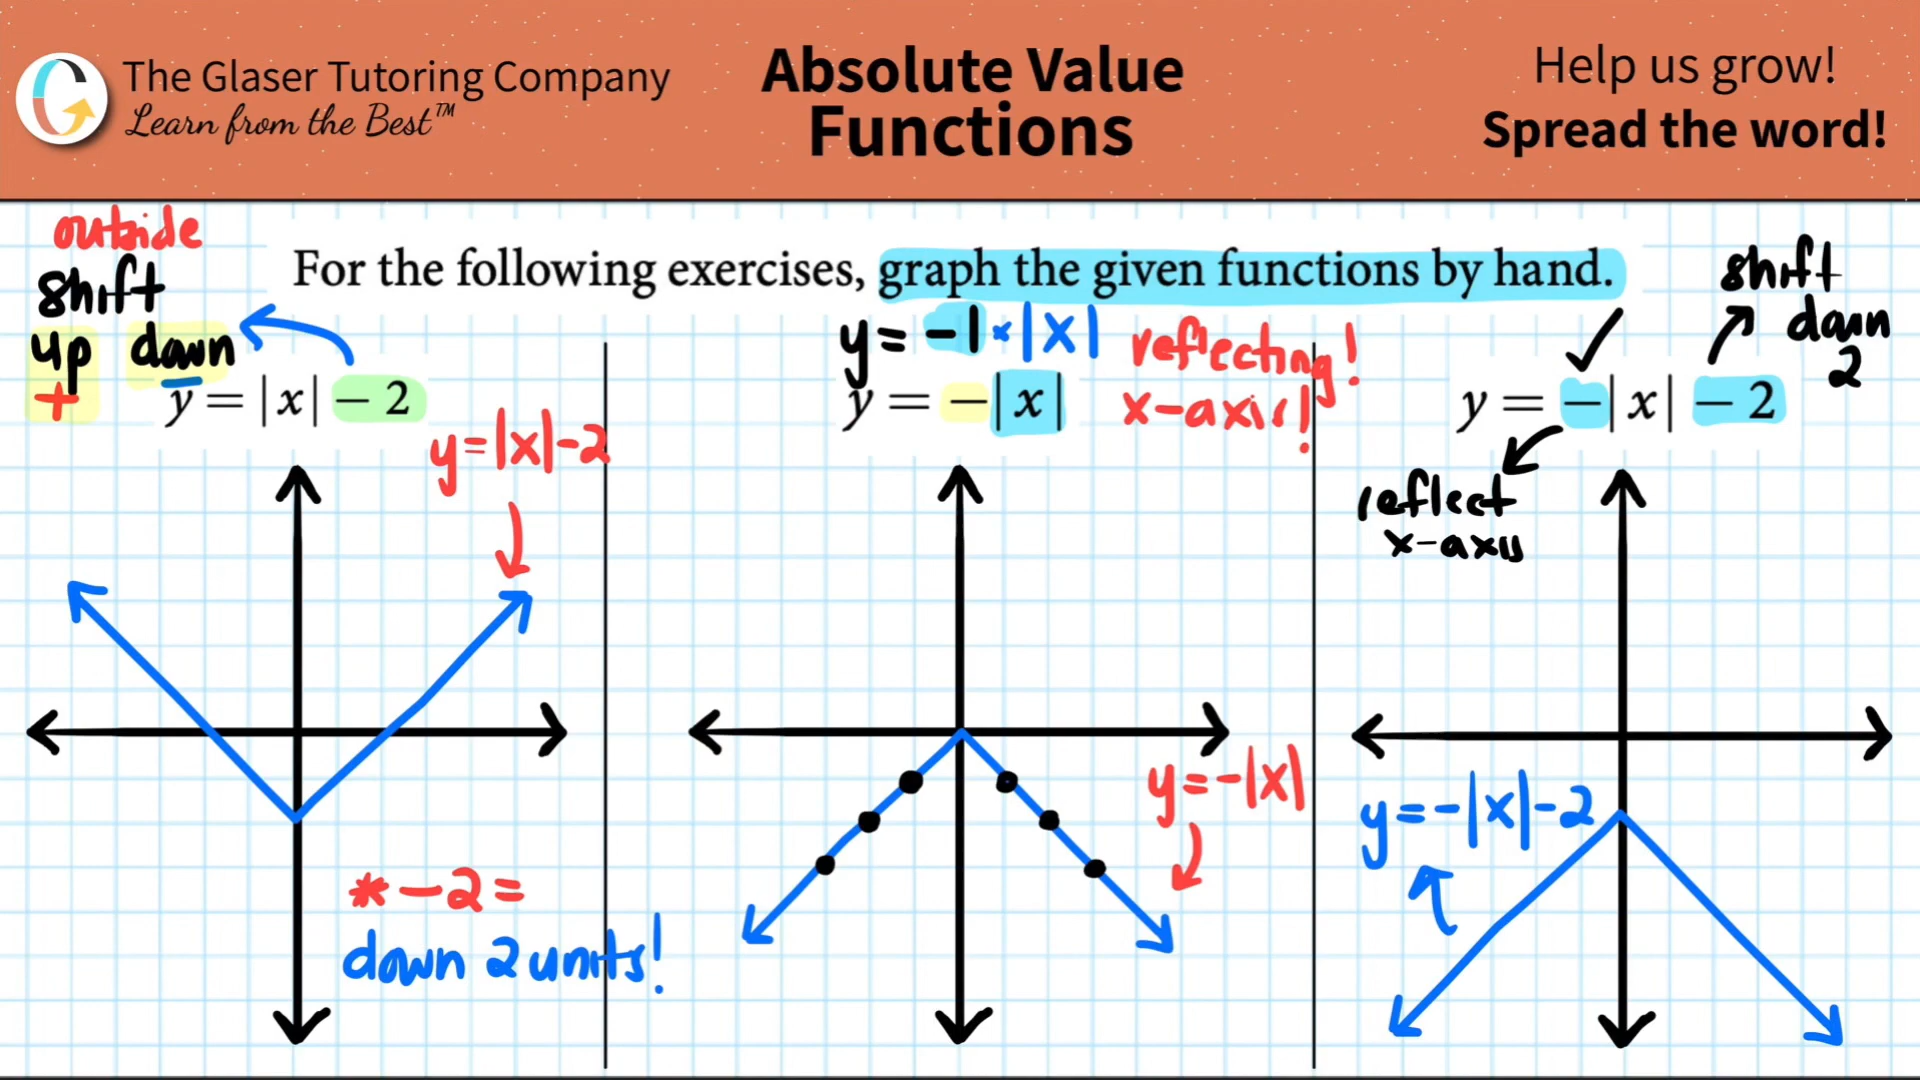 The Glaser Tutoring Company
Learn from the Best™
Absolute Value
Functions
Help us grow!
Spread the word!
For the following exercises, graph the given functions by hand.
outside
shift
up down
+
y = |x| − 2
y=|x|-2
* -2 =
down 2 units!
y = -1 × |x|
y = −|x|
reflecting!
x-axis!
y=-|x|
shift
down
2
y = −|x| − 2
reflect
x-axis
y=-|x|-2